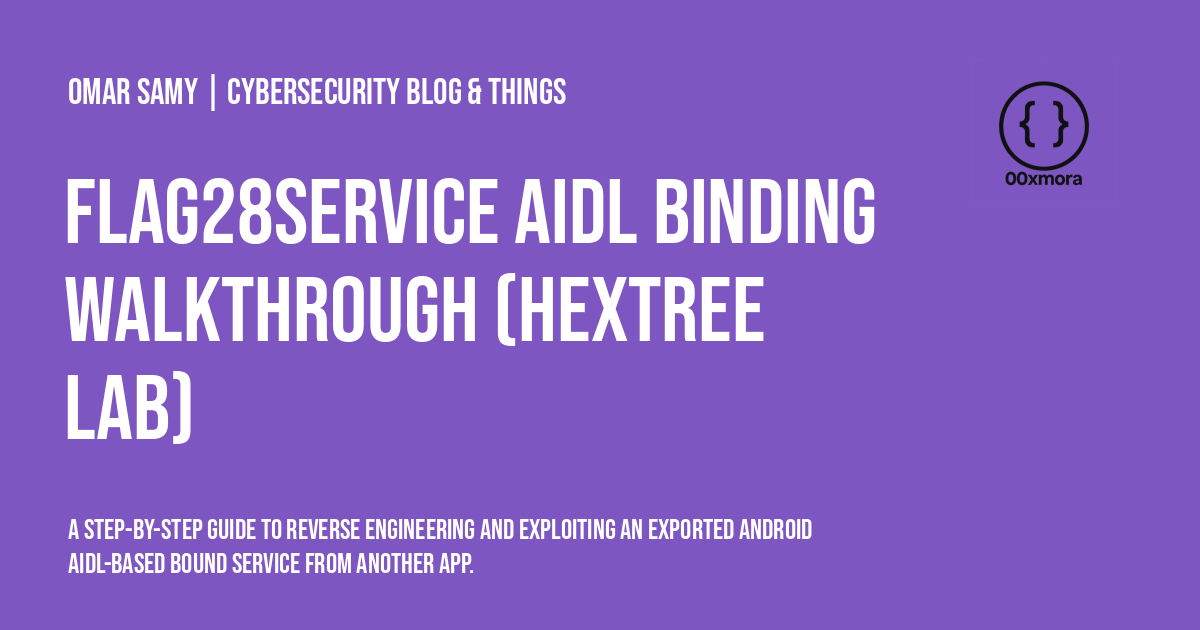 OMAR SAMY | CYBERSECURITY BLOG & THINGS
{ }
00xmora
FLAG28SERVICE AIDL BINDING
WALKTHROUGH (HEXTREE
LAB)
A STEP-BY-STEP GUIDE TO REVERSE ENGINEERING AND EXPLOITING AN EXPORTED ANDROID
AIDL-BASED BOUND SERVICE FROM ANOTHER APP.